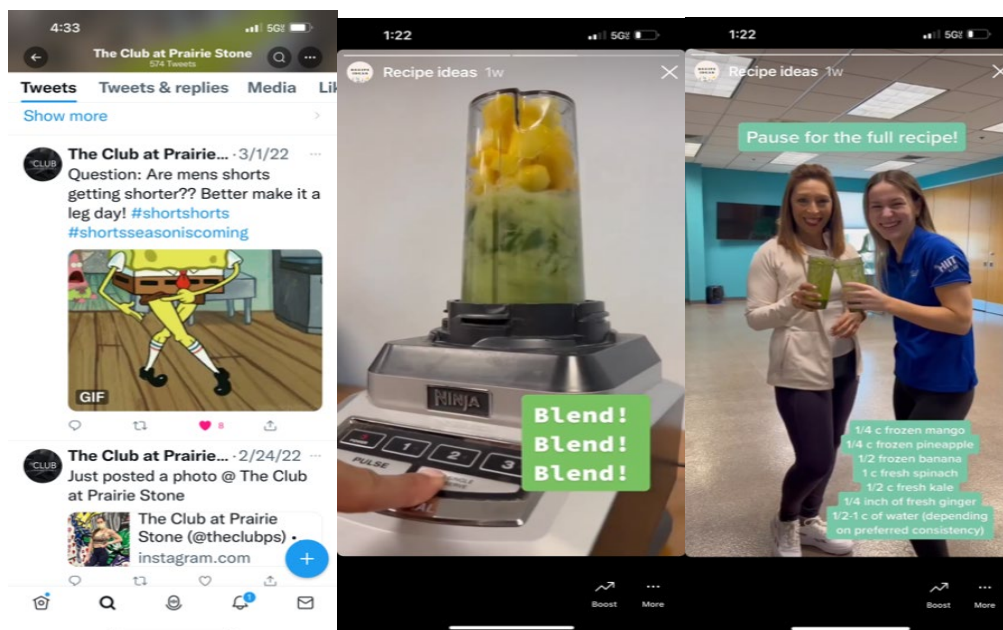 4:33
5G
The Club at Prairie Stone
574 Tweets
Tweets Tweets & replies Media Lik
Show more
CLUB
The Club at Prairie... · 3/1/22
Question: Are mens shorts
getting shorter?? Better make it a
leg day! #shortshorts
#shortsseasoniscoming
GIF
8
CLUB
The Club at Prairie... · 2/24/22
Just posted a photo @ The Club
at Prairie Stone
The Club at Prairie
Stone (@theclubps) •
instagram.com
1
1:22
5G
Recipe ideas 1w
NINJA
1 2 3
PULSE
Blend!
Blend!
Blend!
Boost More
1:22
5G
Recipe ideas 1w
Pause for the full recipe!
HIIT
1/4 c frozen mango
1/4 c frozen pineapple
1/2 frozen banana
1 c fresh spinach
1/2 c fresh kale
1/4 inch of fresh ginger
1/2-1 c of water (depending
on preferred consistency)
Boost More